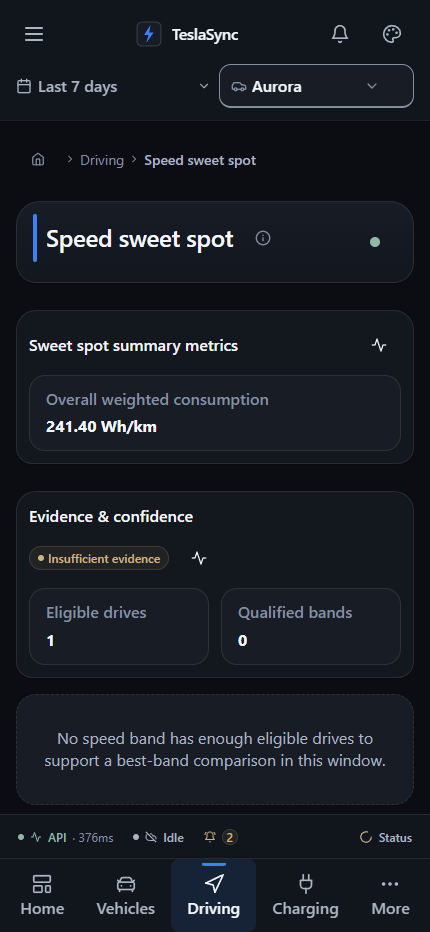 TeslaSync
Last 7 days
Aurora
Driving
Speed sweet spot
Speed sweet spot
Sweet spot summary metrics
Overall weighted consumption
241.40 Wh/km
Evidence & confidence
Insufficient evidence
Eligible drives
1
Qualified bands
0
No speed band has enough eligible drives to
support a best-band comparison in this window.
API · 376ms
Idle
2
Status
Home
Vehicles
Driving
Charging
More